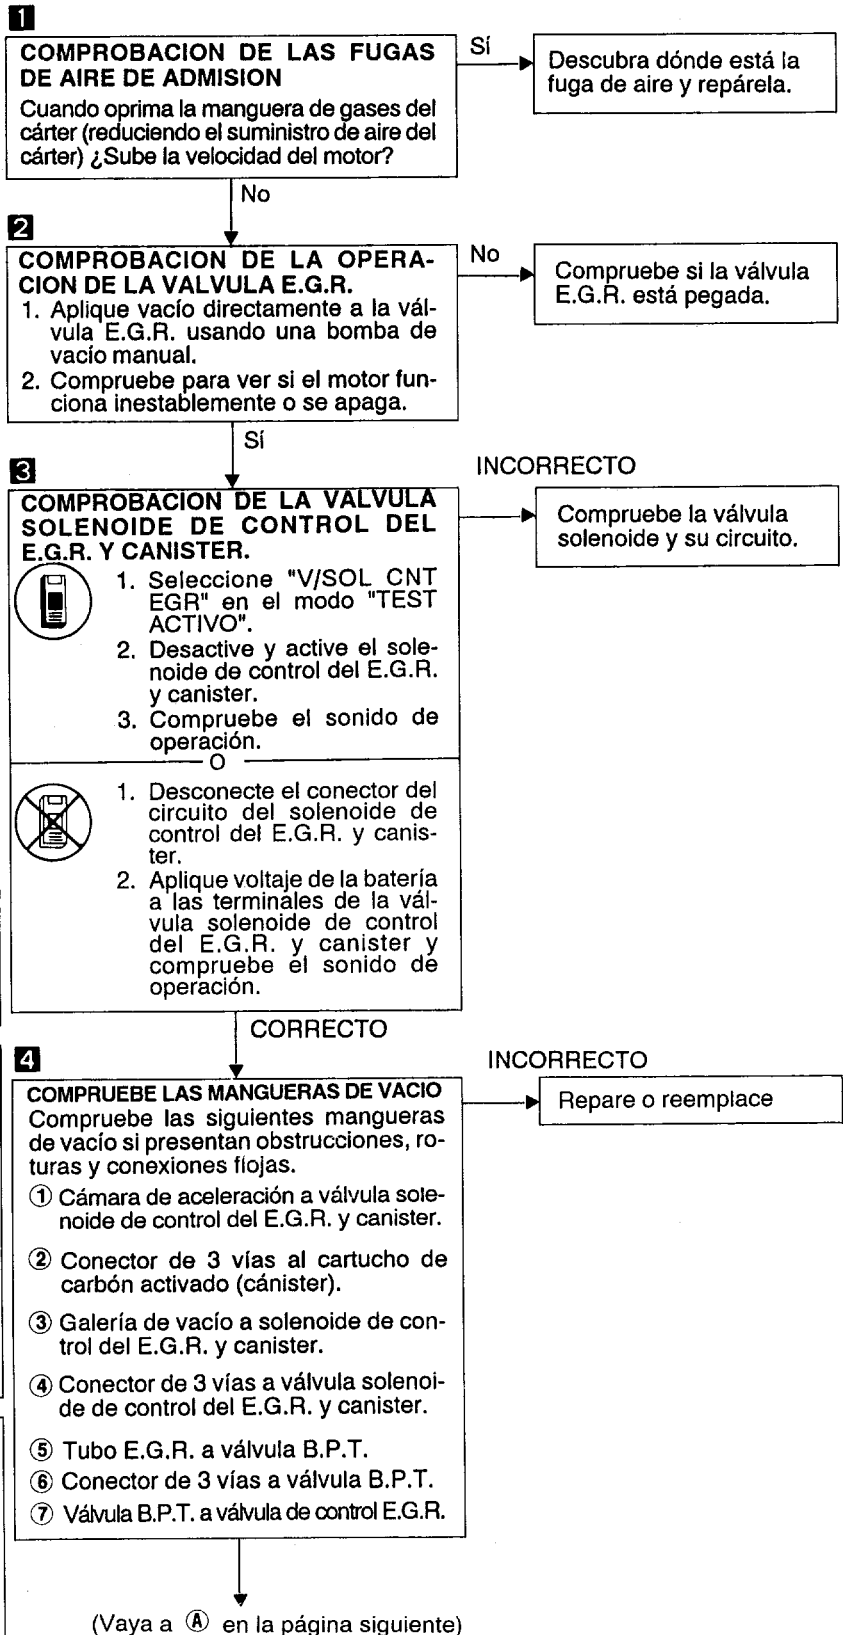 1
COMPROBACION DE LAS FUGAS
DE AIRE DE ADMISION
Cuando oprima la manguera de gases del
cárter (reduciendo el suministro de aire del
cárter) ¿Sube la velocidad del motor?
Sí
Descubra dónde está la
fuga de aire y repárela.
No
2
COMPROBACION DE LA OPERA-
CION DE LA VALVULA E.G.R.
1. Aplique vacío directamente a la vál-
vula E.G.R. usando una bomba de
vacío manual.
2. Compruebe para ver si el motor fun-
ciona inestablemente o se apaga.
No
Compruebe si la válvula
E.G.R. está pegada.
Sí
3
COMPROBACION DE LA VALVULA
SOLENOIDE DE CONTROL DEL
E.G.R. Y CANISTER.
1. Seleccione "V/SOL CNT
EGR" en el modo "TEST
ACTIVO".
2. Desactive y active el sole-
noide de control del E.G.R.
y canister.
3. Compruebe el sonido de
operación.
O
1. Desconecte el conector del
circuito del solenoide de
control del E.G.R. y canis-
ter.
2. Aplique voltaje de la batería
a las terminales de la vál-
vula solenoide de control
del E.G.R. y canister y
compruebe el sonido de
operación.
INCORRECTO
Compruebe la válvula
solenoide y su circuito.
CORRECTO
4
COMPRUEBE LAS MANGUERAS DE VACIO
Compruebe las siguientes mangueras
de vacío si presentan obstrucciones, ro-
turas y conexiones flojas.
① Cámara de aceleración a válvula sole-
noide de control del E.G.R. y canister.
② Conector de 3 vías al cartucho de
carbón activado (cánister).
③ Galería de vacío a solenoide de con-
trol del E.G.R. y canister.
④ Conector de 3 vías a válvula solenoi-
de de control del E.G.R. y canister.
⑤ Tubo E.G.R. a válvula B.P.T.
⑥ Conector de 3 vías a válvula B.P.T.
⑦ Válvula B.P.T. a válvula de control E.G.R.
INCORRECTO
Repare o reemplace
(Vaya a Ⓐ en la página siguiente)